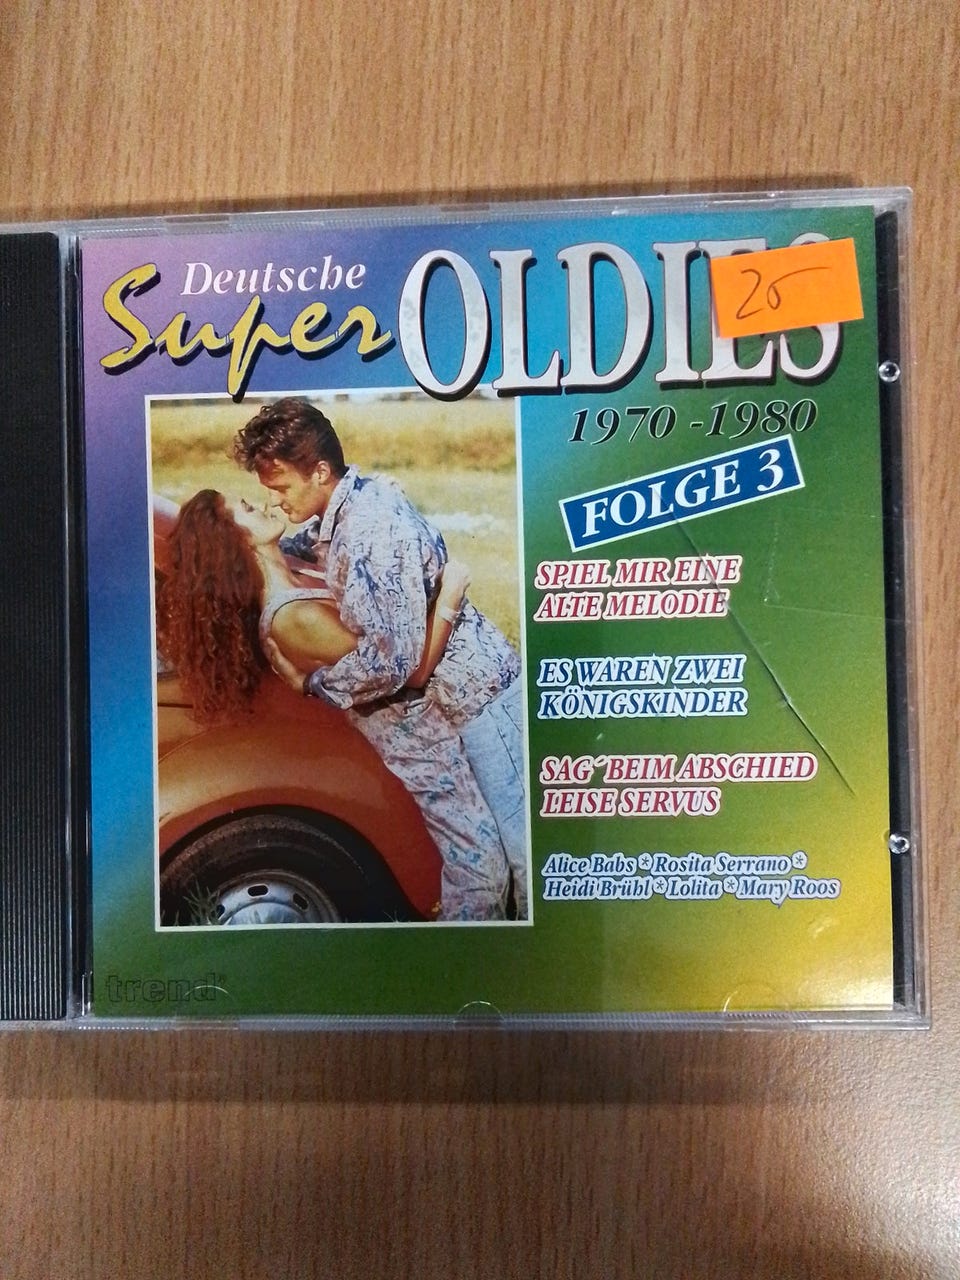 Deutsche
Super OLDIES
25
1970 -1980
FOLGE 3
SPIEL MIR EINE
ALTE MELODIE
ES WAREN ZWEI
KÖNIGSKINDER
SAG´BEIM ABSCHIED
LEISE SERVUS
Alice Babs * Rosita Serrano *
Heidi Brühl * Lolita * Mary Roos
trend